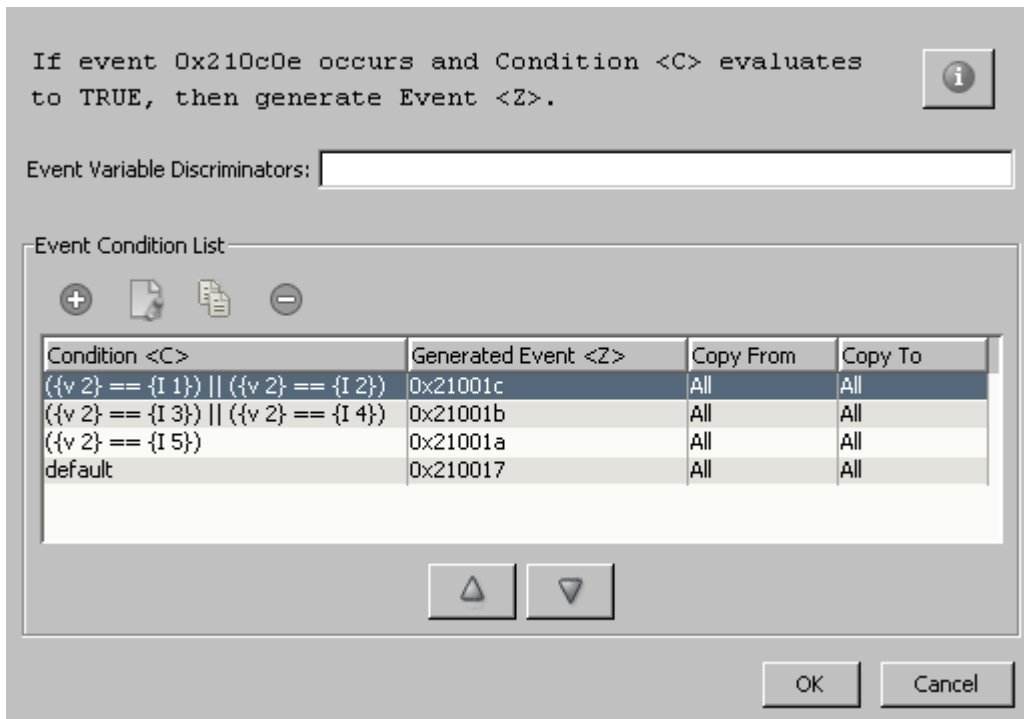 If event 0x210c0e occurs and Condition <C> evaluates
to TRUE, then generate Event <Z>.
Event Variable Discriminators:
Event Condition List
Condition <C> Generated Event <Z> Copy From Copy To
({v 2} == {I 1}) || ({v 2} == {I 2}) 0x21001c All All
({v 2} == {I 3}) || ({v 2} == {I 4}) 0x21001b All All
({v 2} == {I 5}) 0x21001a All All
default 0x210017 All All
OK Cancel